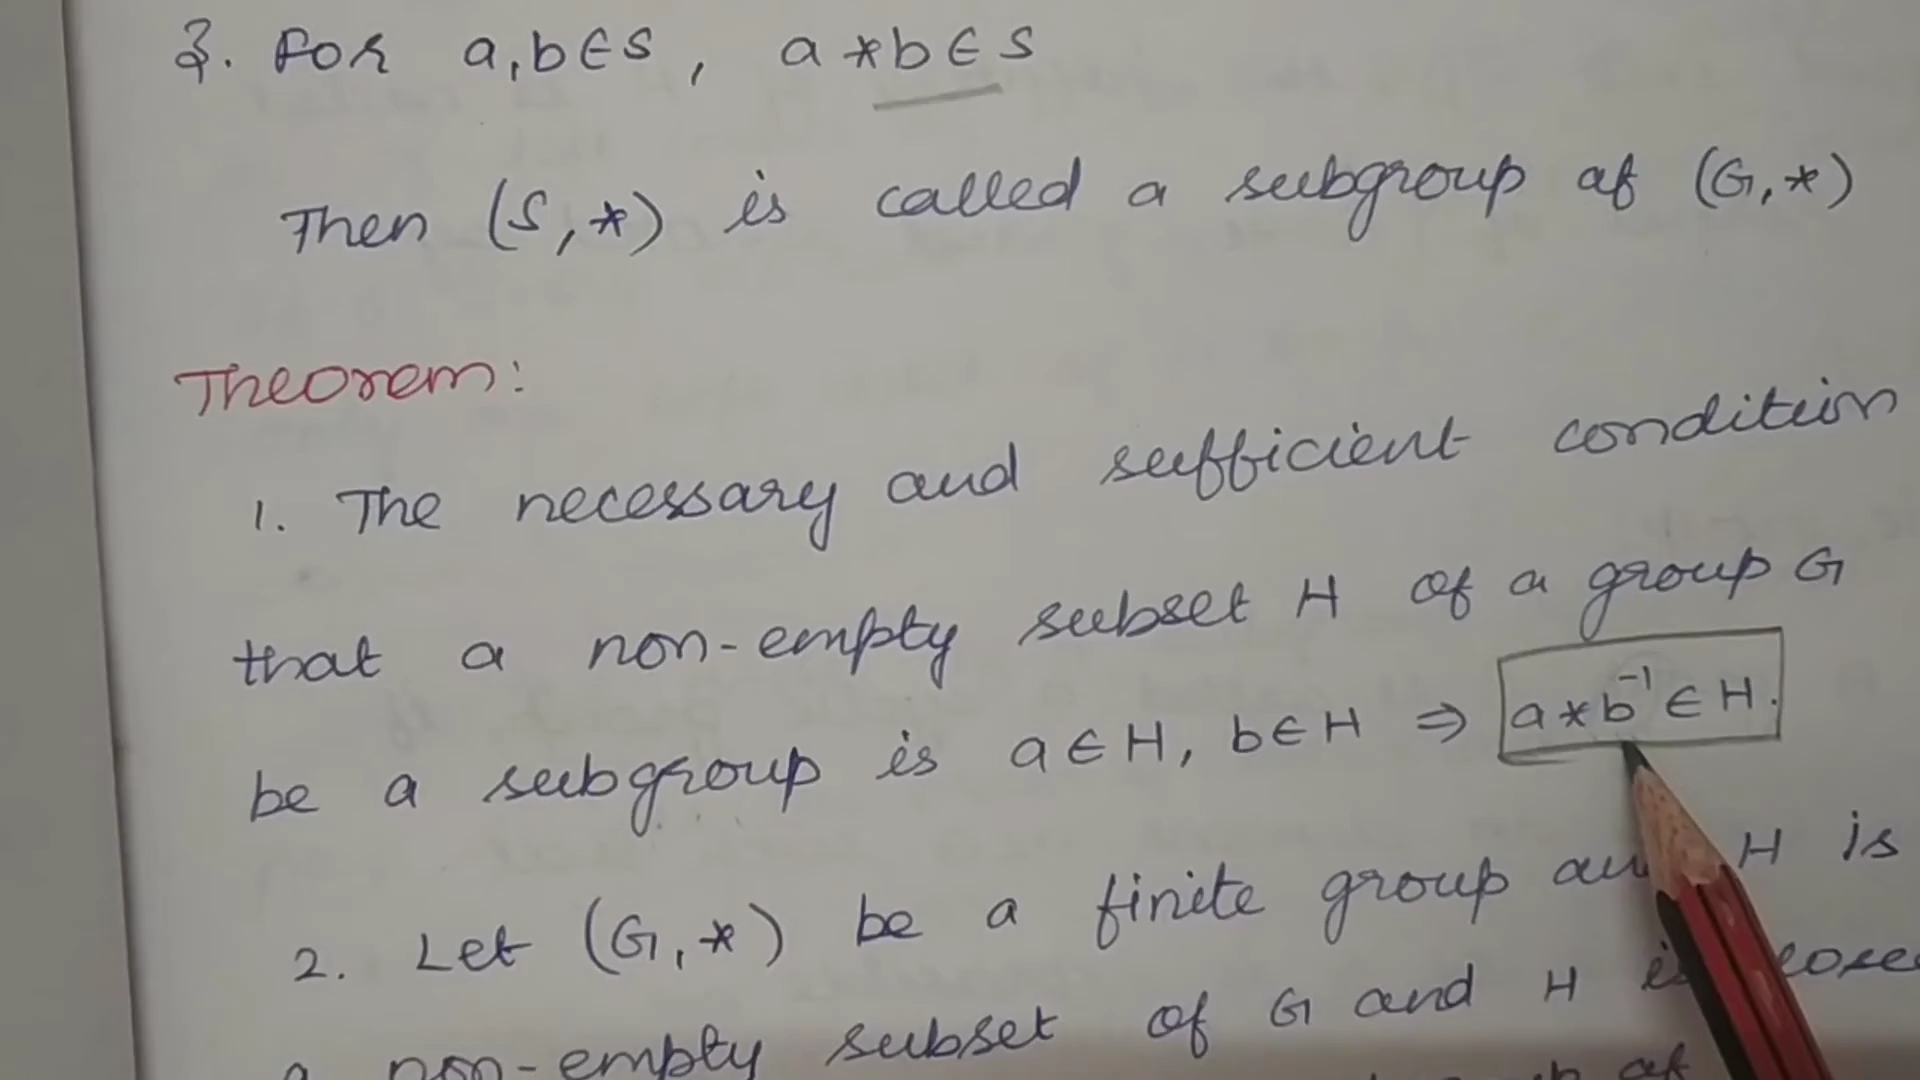 3. For a,b∈S, a*b∈S
Then (S,*) is called a subgroup of (G,*)
Theorem:
1. The necessary and sufficient condition
that a non-empty subset H of a group G
be a subgroup is a∈H, b∈H ⇒ a*b⁻¹∈H.
2. Let (G,*) be a finite group H is
a non-empty subset of G and H